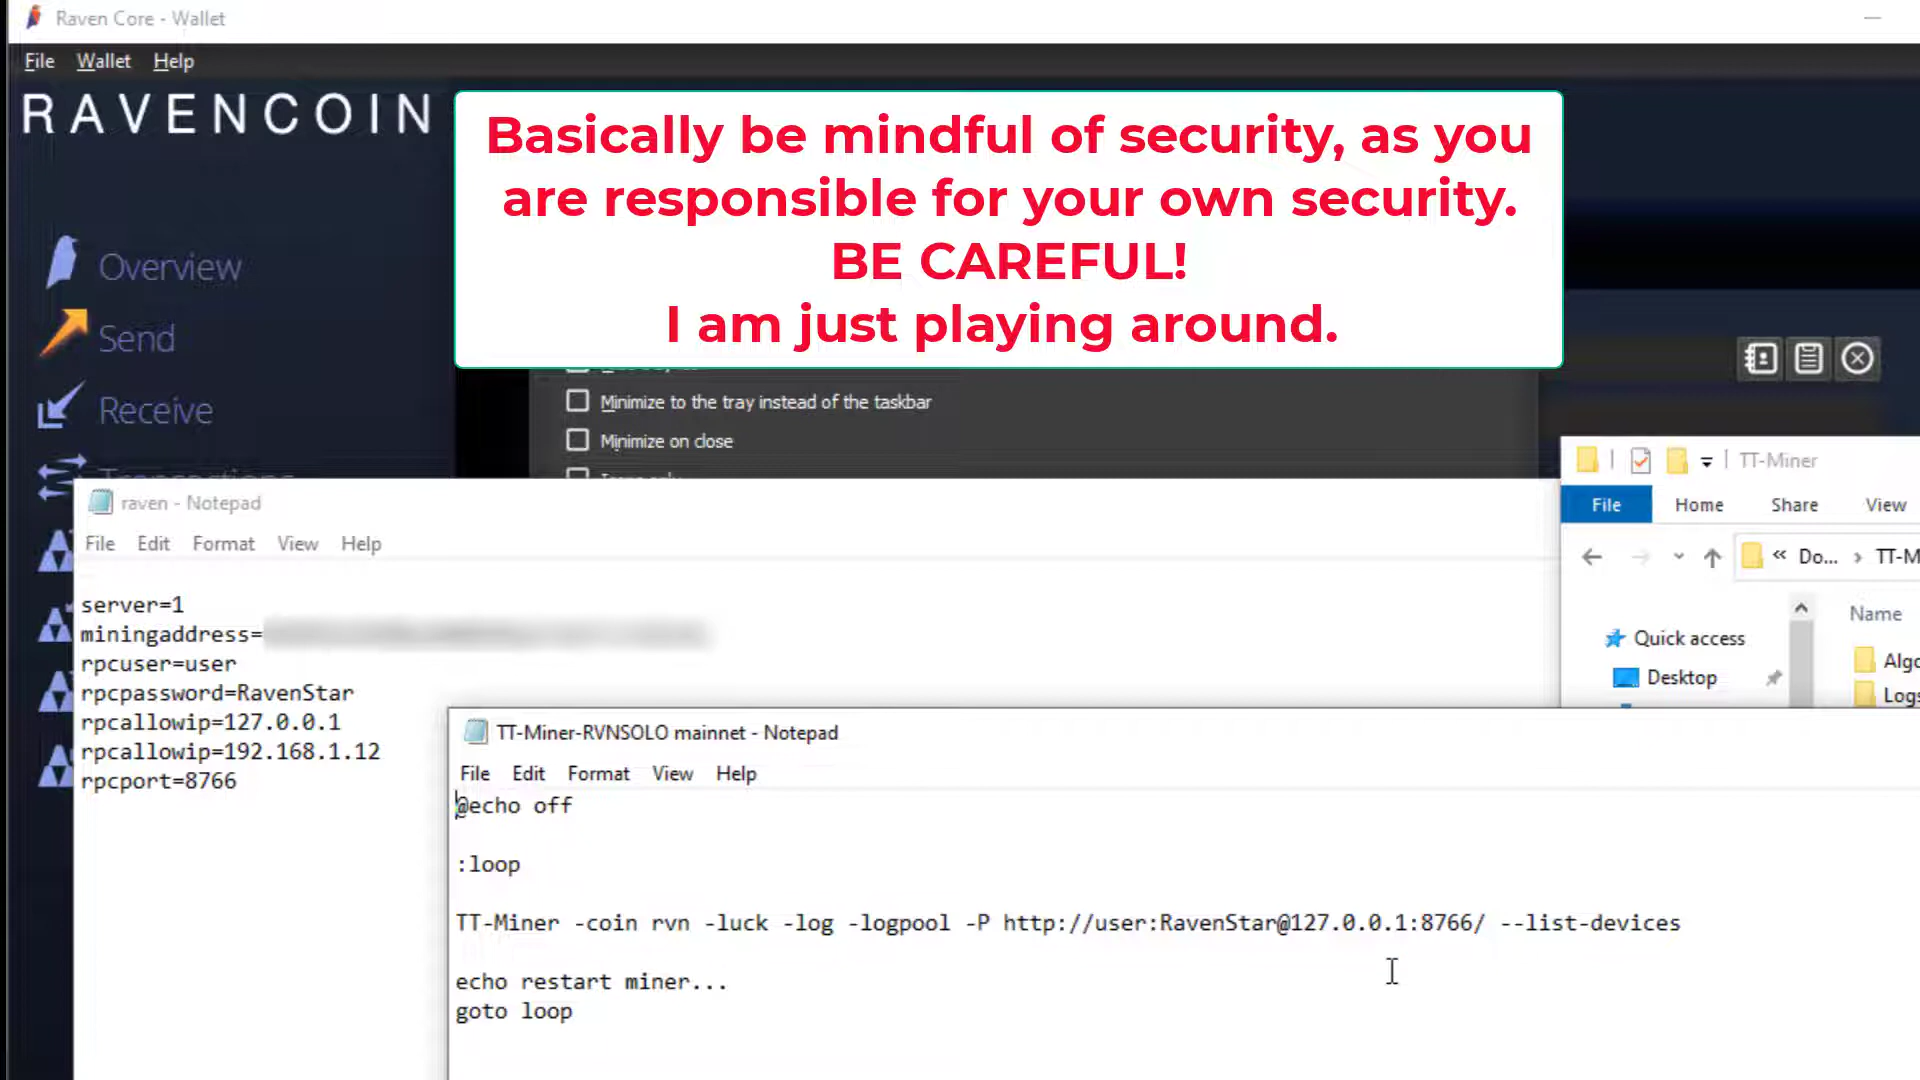 Raven Core - Wallet
File Wallet Help
RAVENCOIN
Basically be mindful of security, as you
are responsible for your own security.
BE CAREFUL!
I am just playing around.
Overview
Send
Receive
Minimize to the tray instead of the taskbar
Minimize on close
TT-Miner
File Home Share View
« Do... › TT-M
Name
Quick access
Desktop
Algo
Logs
raven - Notepad
File Edit Format View Help
server=1
miningaddress=
rpcuser=user
rpcpassword=RavenStar
rpcallowip=127.0.0.1
rpcallowip=192.168.1.12
rpcport=8766
TT-Miner-RVNSOLO mainnet - Notepad
File Edit Format View Help
@echo off
:loop
TT-Miner -coin rvn -luck -log -logpool -P http://user:RavenStar@127.0.0.1:8766/ --list-devices
echo restart miner...
goto loop